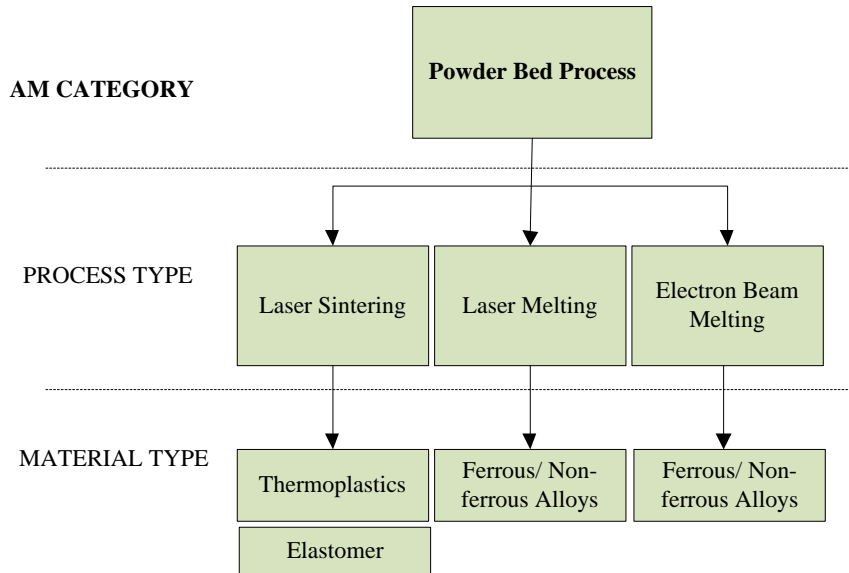 Powder Bed Process
AM CATEGORY
PROCESS TYPE
Laser Sintering
Laser Melting
Electron Beam
Melting
MATERIAL TYPE
Thermoplastics
Ferrous/ Non-
ferrous Alloys
Ferrous/ Non-
ferrous Alloys
Elastomer